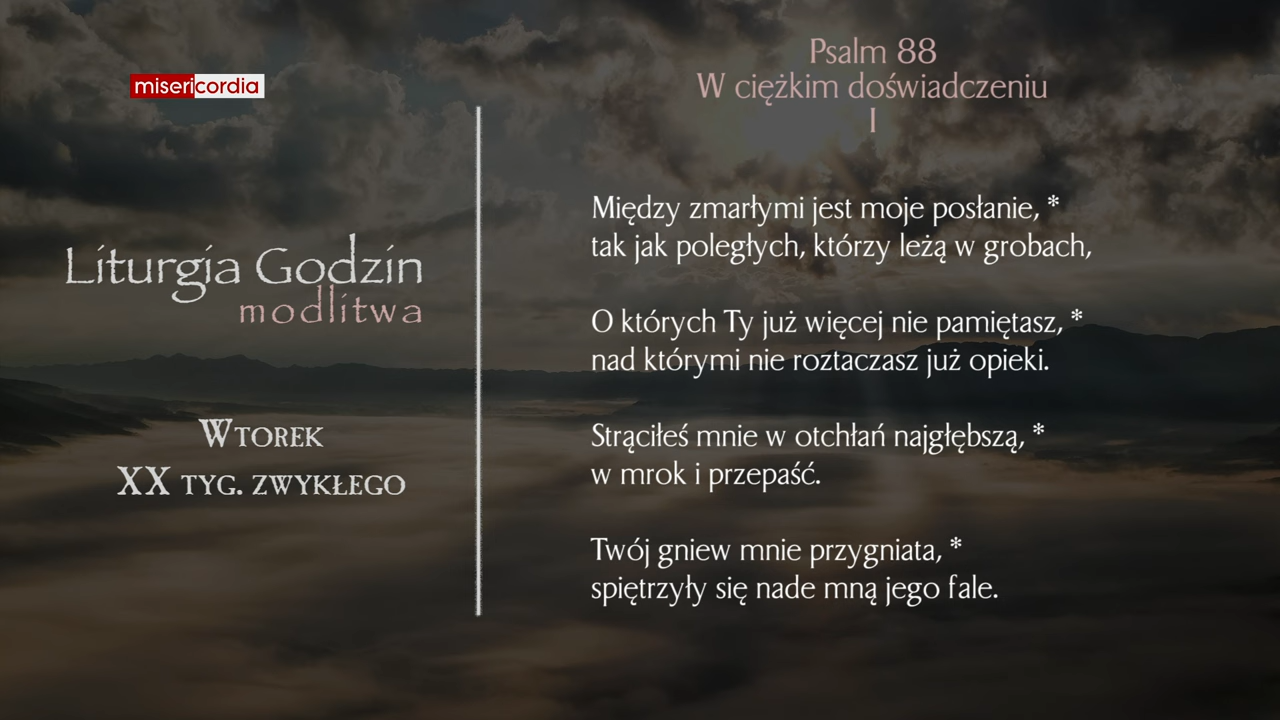 misericordia
Liturgia Godzin
modlitwa
Wtorek
XX tyg. zwykłego
Psalm 88
W ciężkim doświadczeniu
I
Między zmarłymi jest moje posłanie, *
tak jak poległych, którzy leżą w grobach,
O których Ty już więcej nie pamiętasz, *
nad którymi nie roztaczasz już opieki.
Strąciłeś mnie w otchłań najgłębszą, *
w mrok i przepaść.
Twój gniew mnie przygniata, *
spiętrzyły się nade mną jego fale.